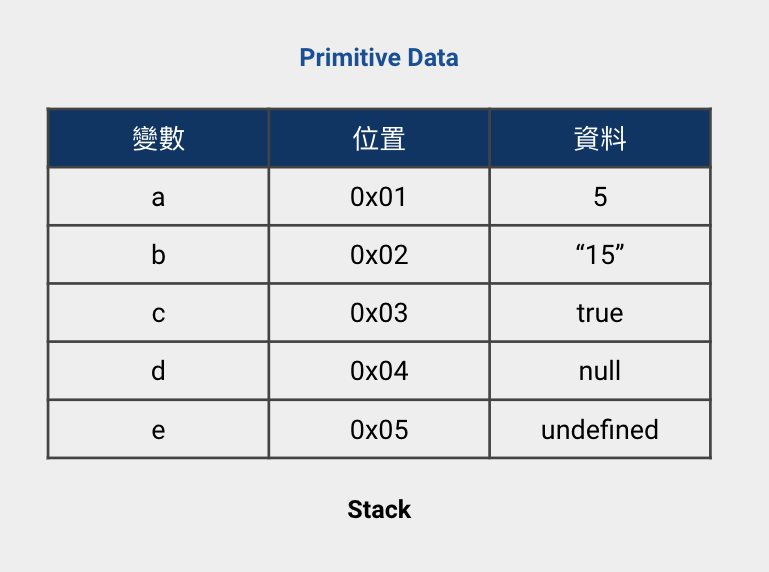 Primitive Data
變數 位置 資料
a 0x01 5
b 0x02 “15”
c 0x03 true
d 0x04 null
e 0x05 undefined
Stack